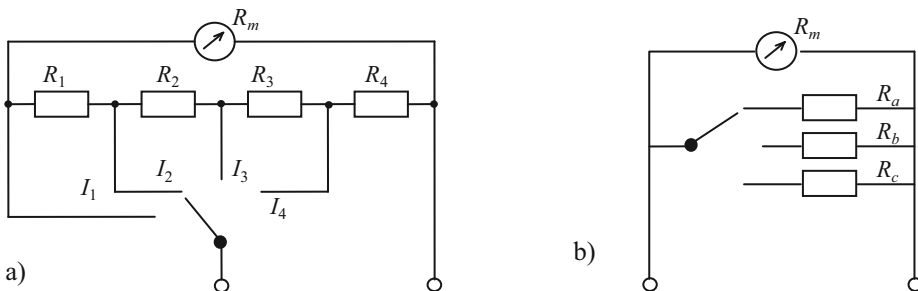 R_m
R_1 R_2 R_3 R_4
I_1 I_2 I_3 I_4
a)
R_m
R_a
R_b
R_c
b)